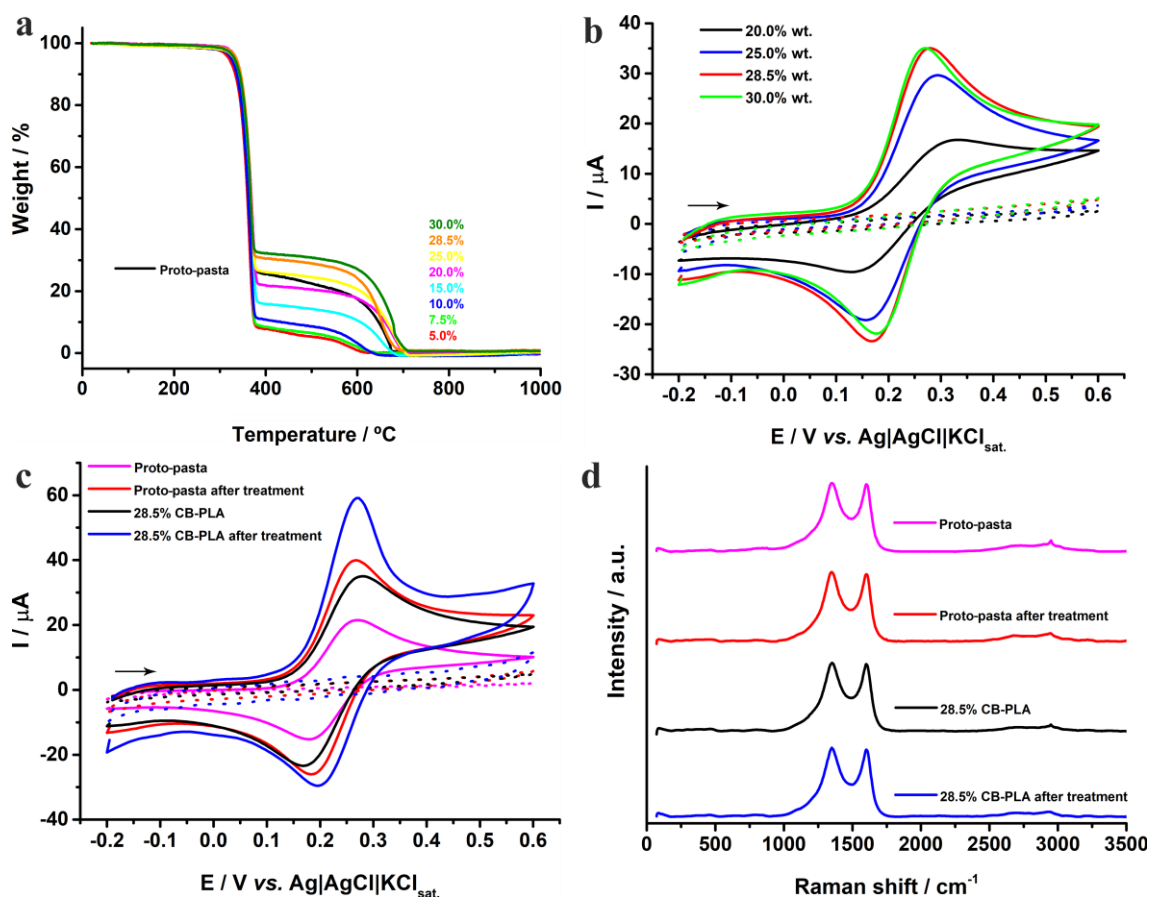 a
100
80
60
40
20
0
Weight / %
Proto-pasta
30.0%
28.5%
25.0%
20.0%
15.0%
10.0%
7.5%
5.0%
0 200 400 600 800 1000
Temperature / ºC
b
40
30
20
10
0
-10
-20
-30
I / µA
20.0% wt.
25.0% wt.
28.5% wt.
30.0% wt.
-0.2 -0.1 0.0 0.1 0.2 0.3 0.4 0.5 0.6
E / V vs. Ag|AgCl|KCl sat.
c
60
40
20
0
-20
-40
I / µA
Proto-pasta
Proto-pasta after treatment
28.5% CB-PLA
28.5% CB-PLA after treatment
-0.2 -0.1 0.0 0.1 0.2 0.3 0.4 0.5 0.6
E / V vs. Ag|AgCl|KCl sat.
d
Intensity / a.u.
Proto-pasta
Proto-pasta after treatment
28.5% CB-PLA
28.5% CB-PLA after treatment
0 500 1000 1500 2000 2500 3000 3500
Raman shift / cm-1